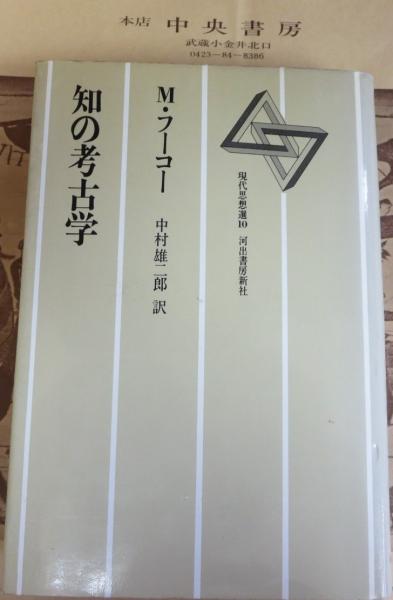 本店 中央書房
武蔵小金井北口
0423-84-8386
知の考古学
M・フーコー 中村雄二郎 訳
現代思想選10 河出書房新社